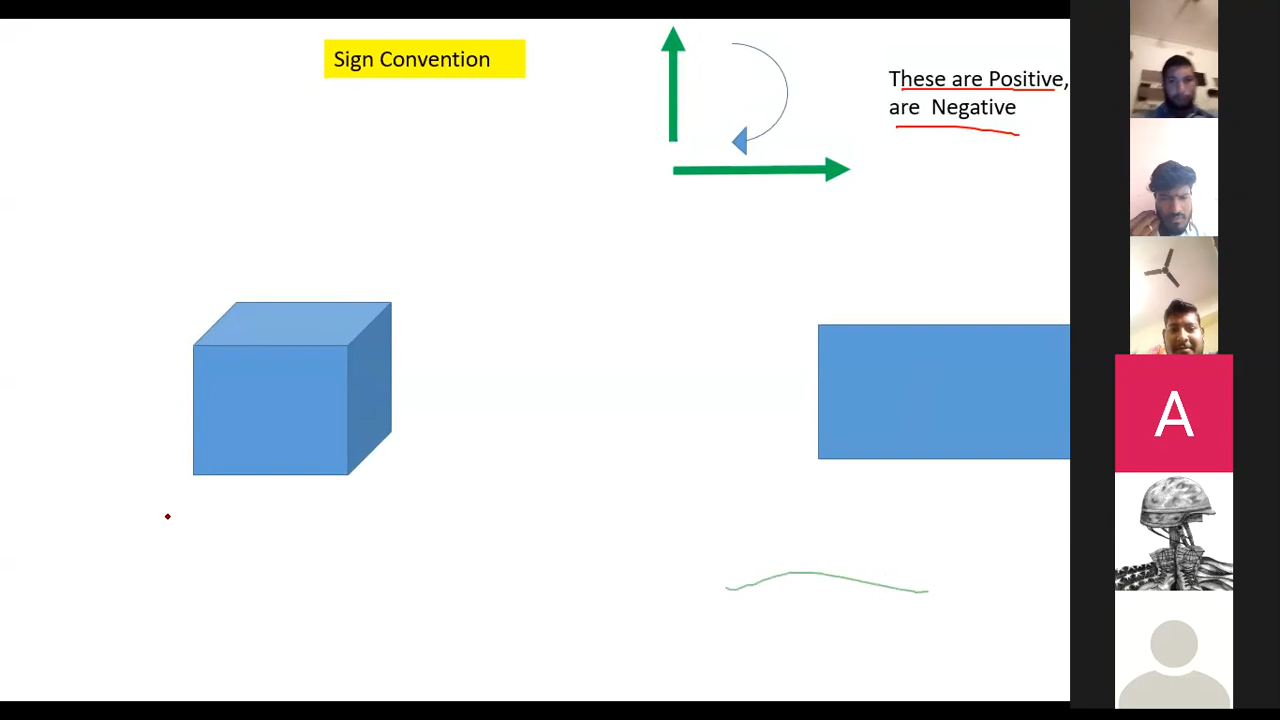 Sign Convention
These are Positive,
are Negative
A